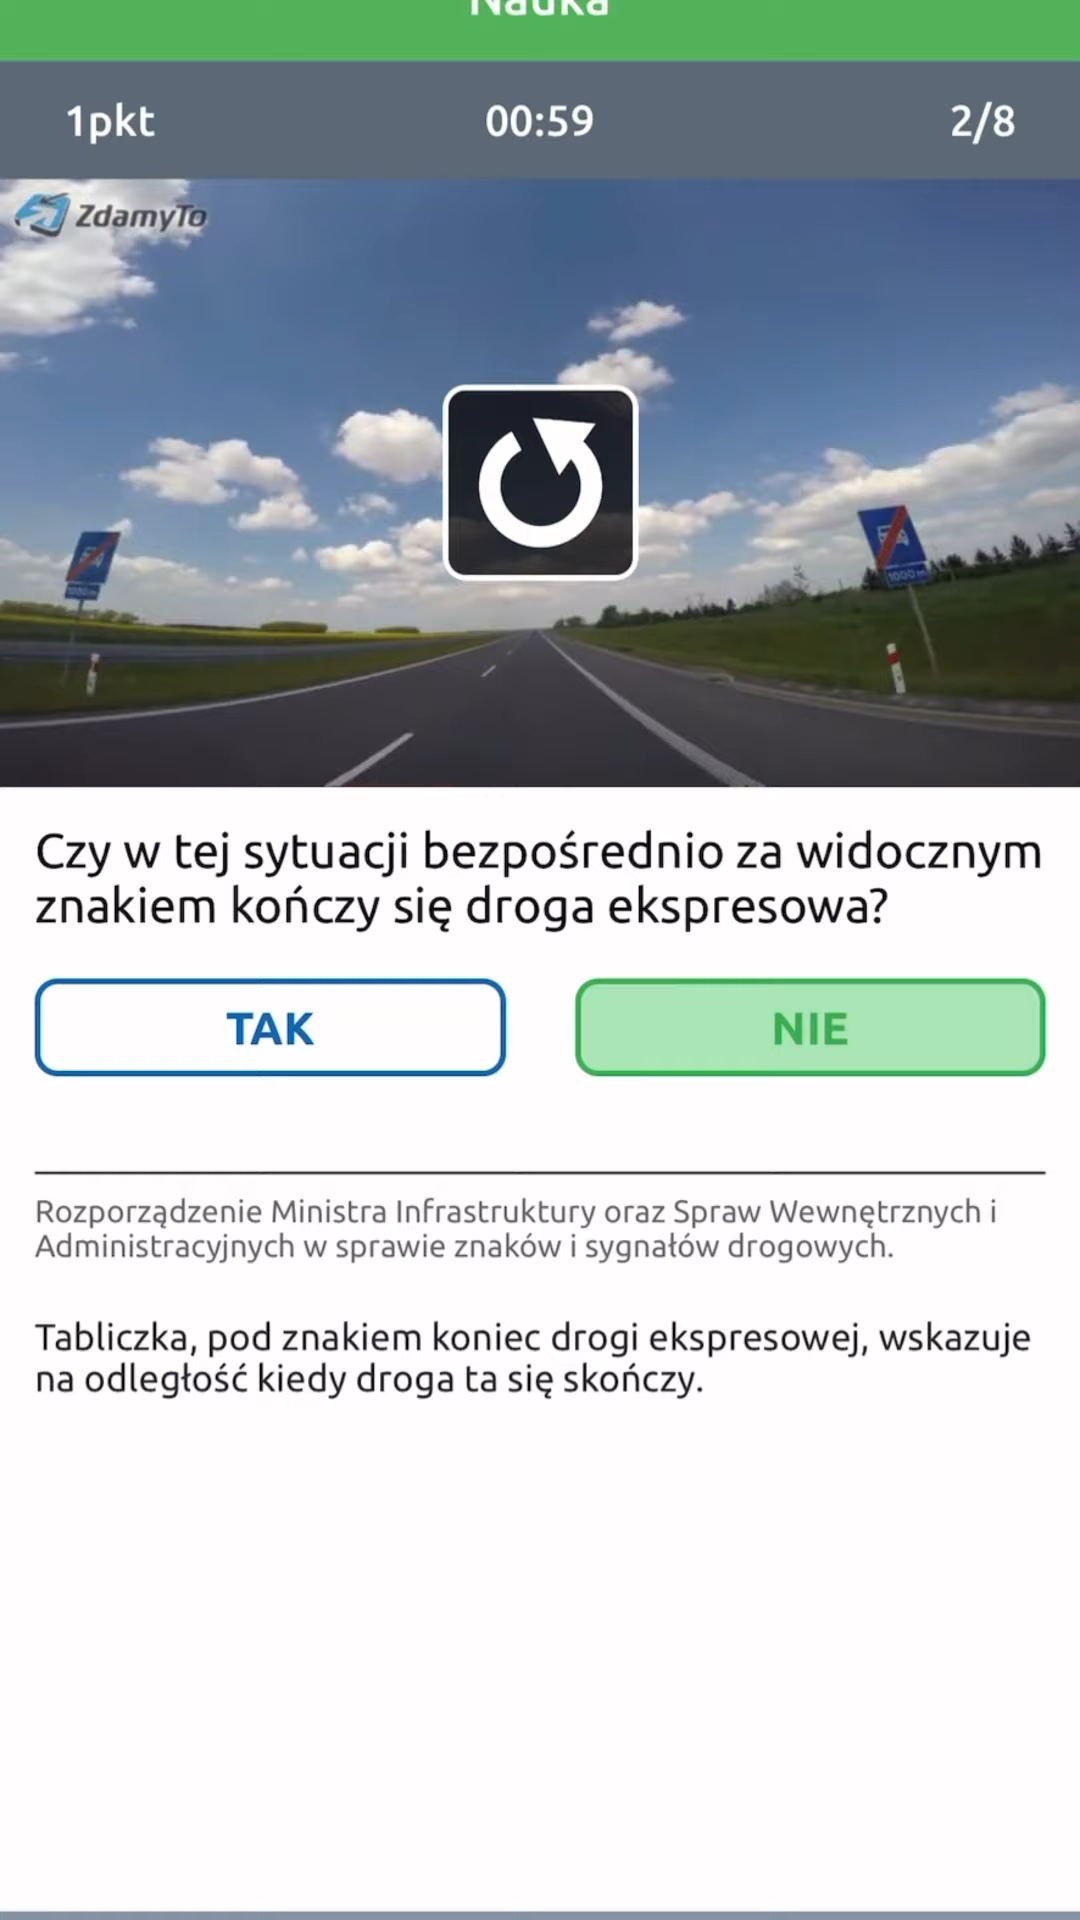 Nauka
1pkt
00:59
2/8
ZdamyTo
1000 m
1000 m
Czy w tej sytuacji bezpośrednio za widocznym
znakiem kończy się droga ekspresowa?
TAK
NIE
Rozporządzenie Ministra Infrastruktury oraz Spraw Wewnętrznych i
Administracyjnych w sprawie znaków i sygnałów drogowych.
Tabliczka, pod znakiem koniec drogi ekspresowej, wskazuje
na odległość kiedy droga ta się skończy.